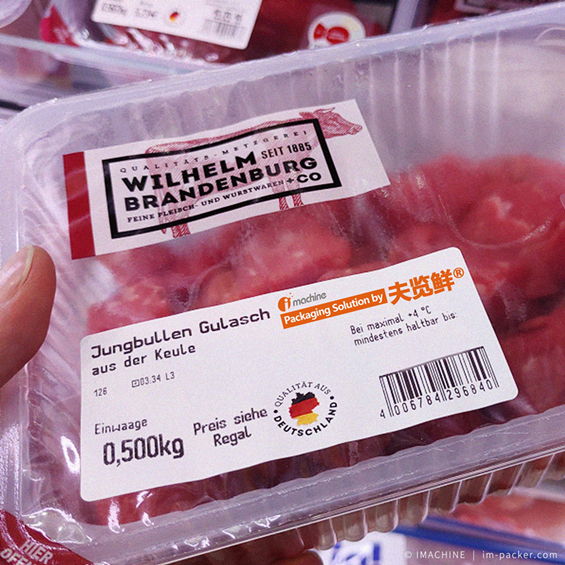 QUALITÄTS-METZGEREI
WILHELM SEIT 1885
BRANDENBURG
+CO
FEINE FLEISCH- UND WURSTWAREN
Jungbullen Gulasch
aus der Keule
126 03.34 L3
i machine
Packaging Solution by 夫览鲜®
Bei maximal +4 °C
mindestens haltbar bis:
Einwaage
0,500kg
Preis siehe
Regal
QUALITÄT AUS
DEUTSCHLAND
4 006784 296840
HIER
© IMACHINE | im-packer.com